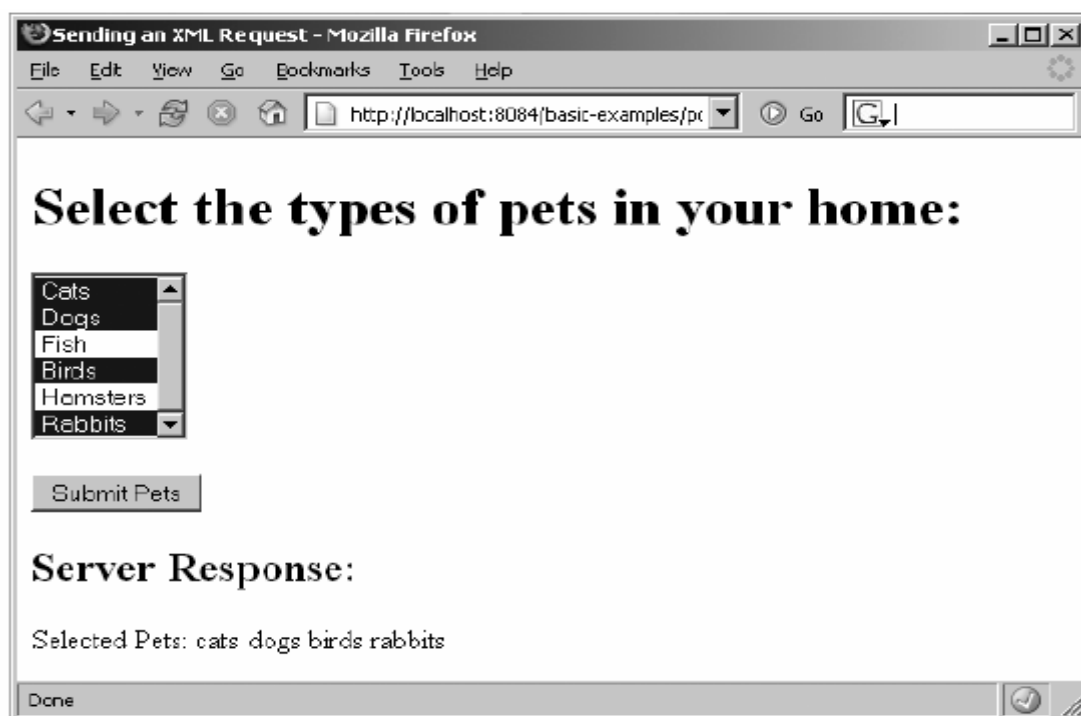 Sending an XML Request - Mozilla Firefox
File Edit View Go Bookmarks Tools Help
http://localhost:8084/basic-examples/po Go G
Select the types of pets in your home:
Cats
Dogs
Fish
Birds
Hamsters
Rabbits
Submit Pets
Server Response:
Selected Pets: cats dogs birds rabbits
Done